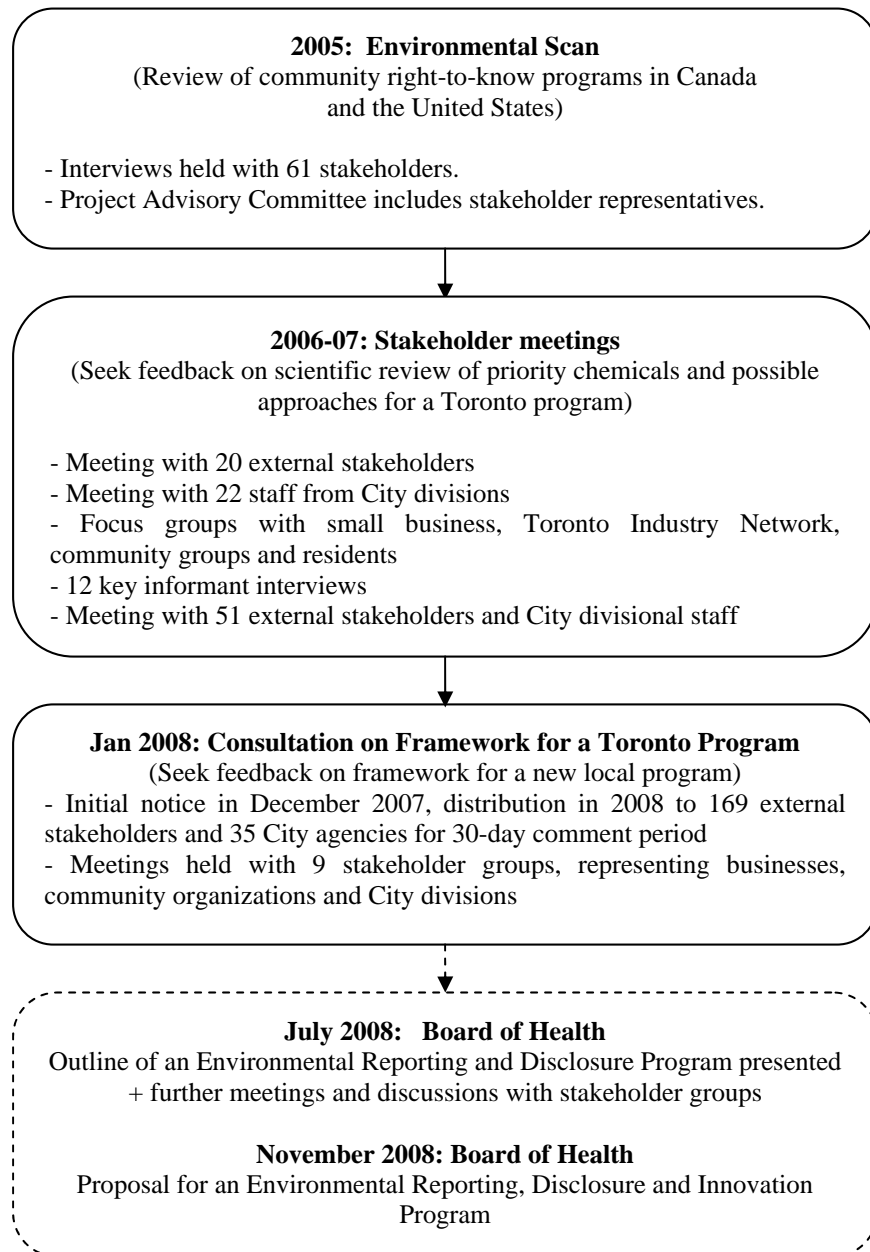 2005:  Environmental Scan
(Review of community right-to-know programs in Canada
and the United States)
- Interviews held with 61 stakeholders.
- Project Advisory Committee includes stakeholder representatives.
2006-07: Stakeholder meetings
(Seek feedback on scientific review of priority chemicals and possible
approaches for a Toronto program)
- Meeting with 20 external stakeholders
- Meeting with 22 staff from City divisions
- Focus groups with small business, Toronto Industry Network,
community groups and residents
- 12 key informant interviews
- Meeting with 51 external stakeholders and City divisional staff
Jan 2008: Consultation on Framework for a Toronto Program
(Seek feedback on framework for a new local program)
- Initial notice in December 2007, distribution in 2008 to 169 external
stakeholders and 35 City agencies for 30-day comment period
- Meetings held with 9 stakeholder groups, representing businesses,
community organizations and City divisions
July 2008:   Board of Health
Outline of an Environmental Reporting and Disclosure Program presented
+ further meetings and discussions with stakeholder groups
November 2008: Board of Health
Proposal for an Environmental Reporting, Disclosure and Innovation
Program